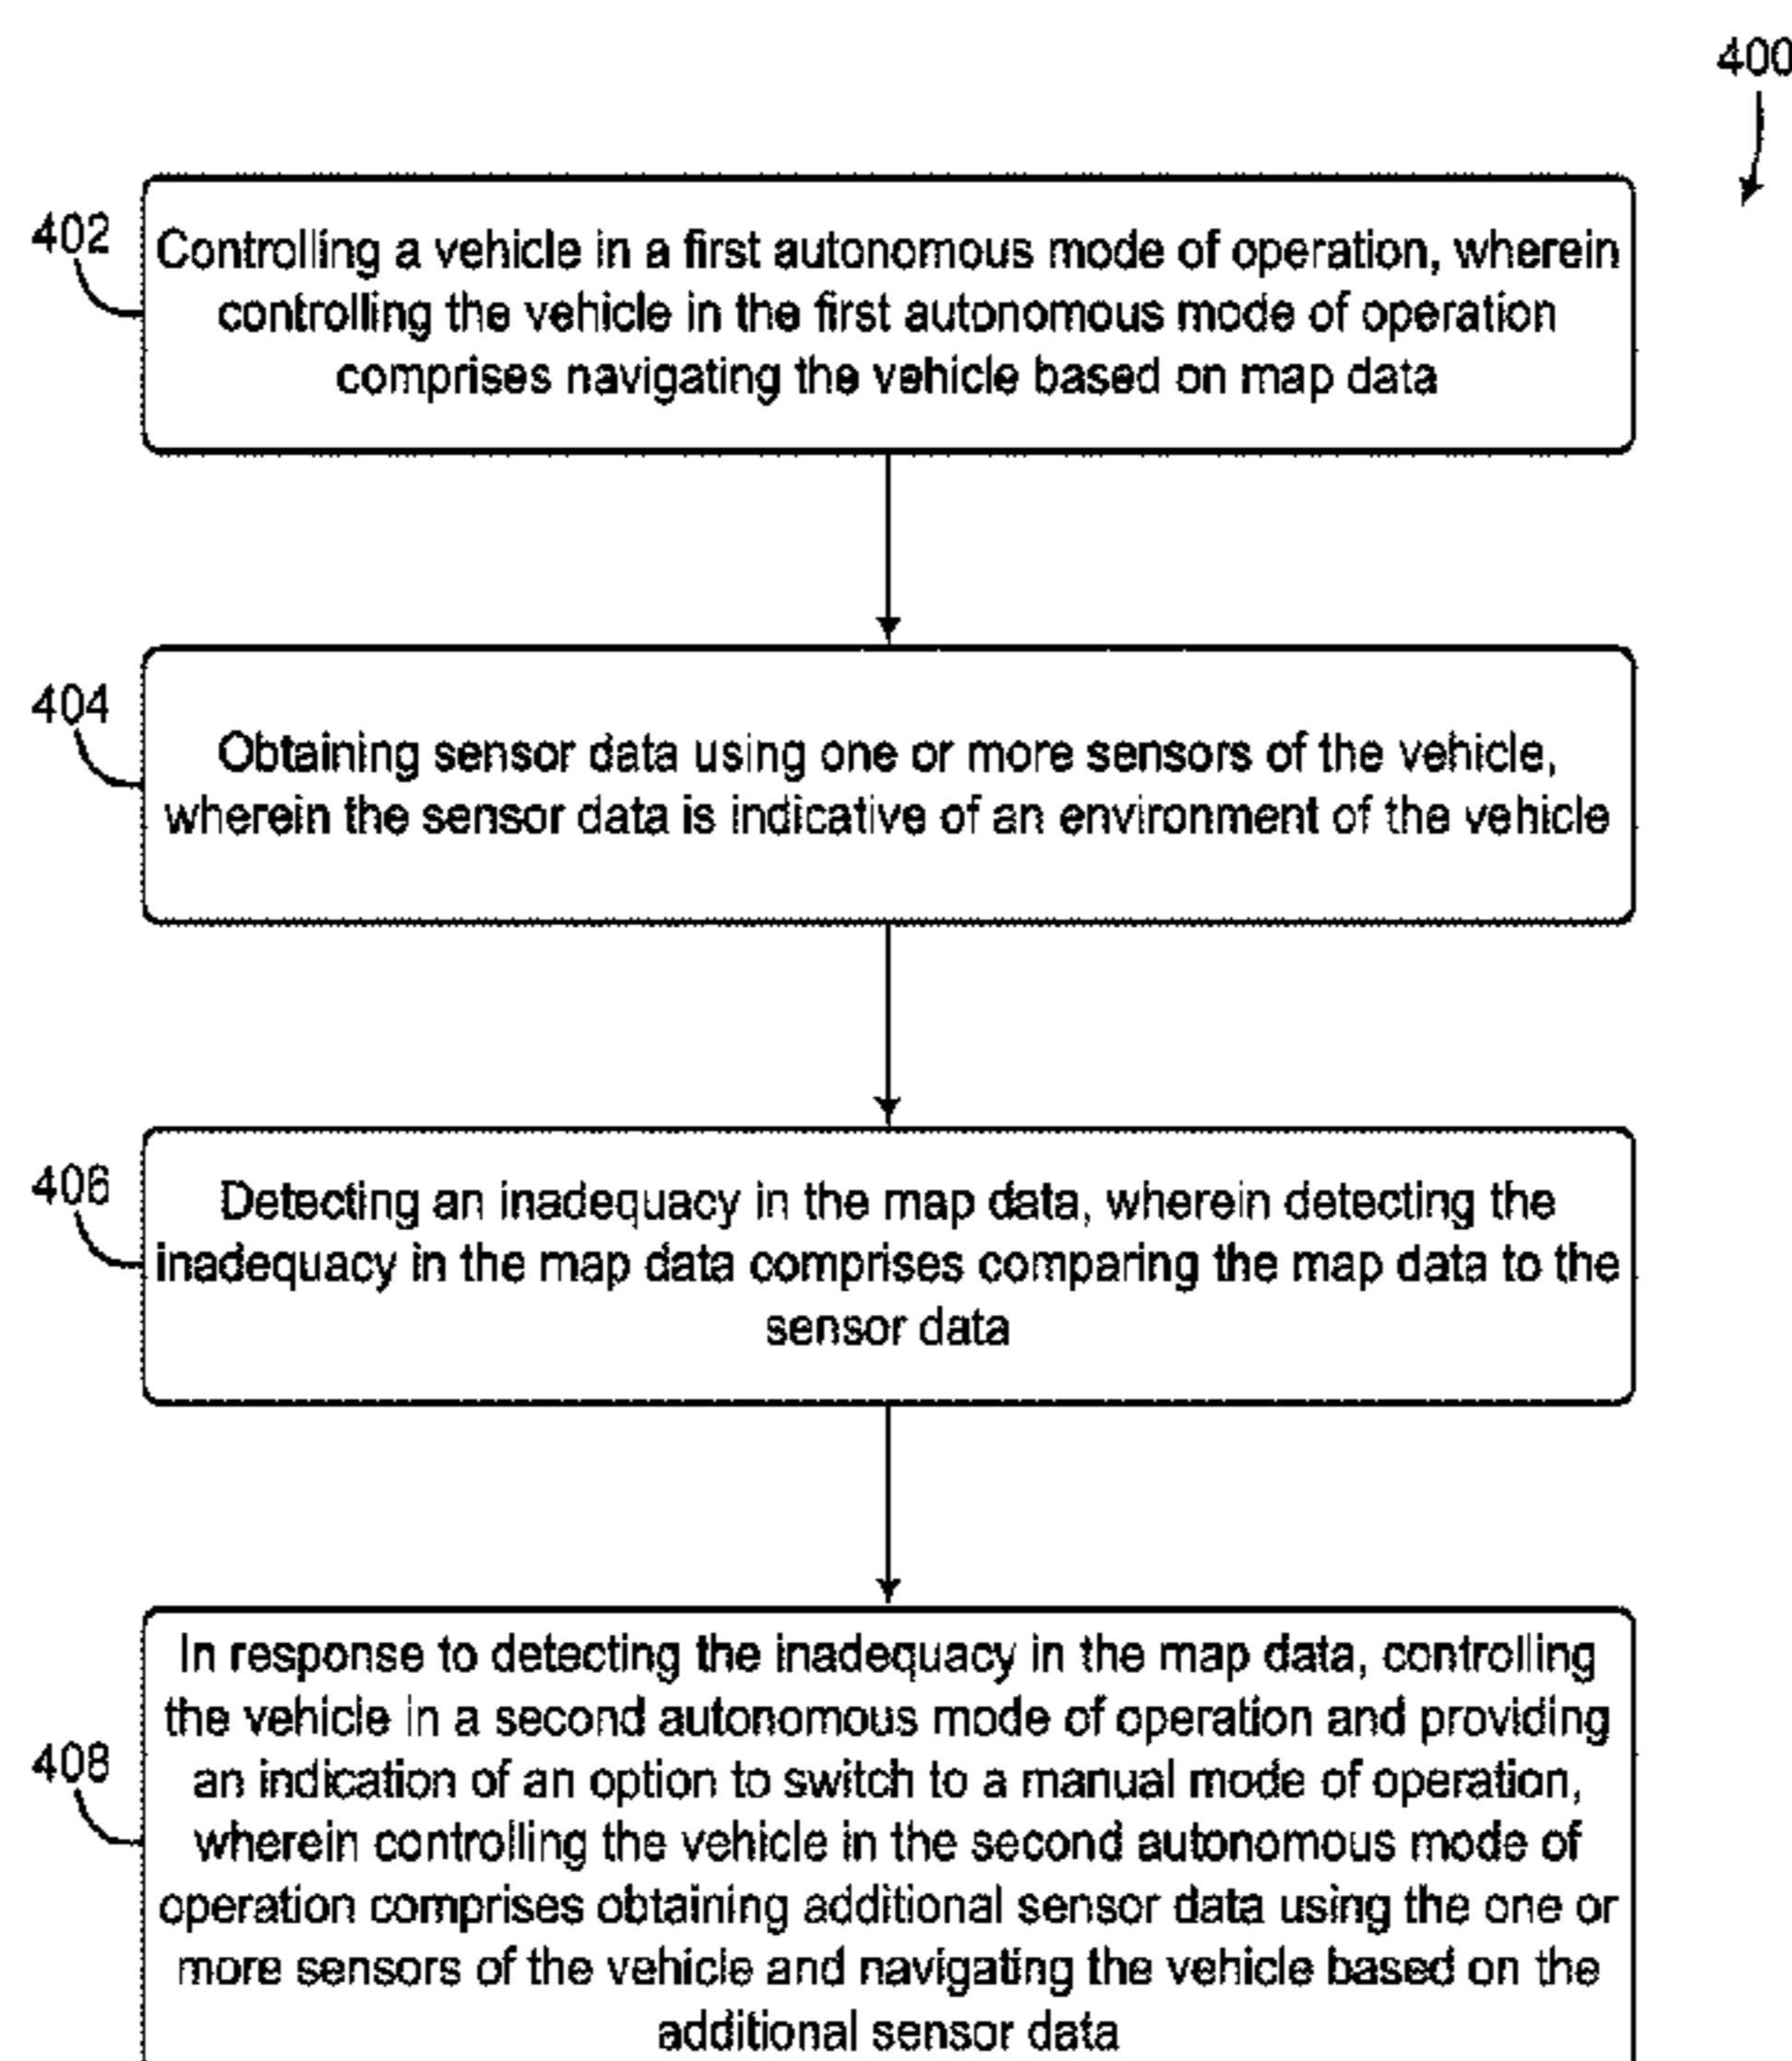 400
402
Controlling a vehicle in a first autonomous mode of operation, wherein
controlling the vehicle in the first autonomous mode of operation
comprises navigating the vehicle based on map data
404
Obtaining sensor data using one or more sensors of the vehicle,
wherein the sensor data is indicative of an environment of the vehicle
406
Detecting an inadequacy in the map data, wherein detecting the
inadequacy in the map data comprises comparing the map data to the
sensor data
408
In response to detecting the inadequacy in the map data, controlling
the vehicle in a second autonomous mode of operation and providing
an indication of an option to switch to a manual mode of operation,
wherein controlling the vehicle in the second autonomous mode of
operation comprises obtaining additional sensor data using the one or
more sensors of the vehicle and navigating the vehicle based on the
additional sensor data